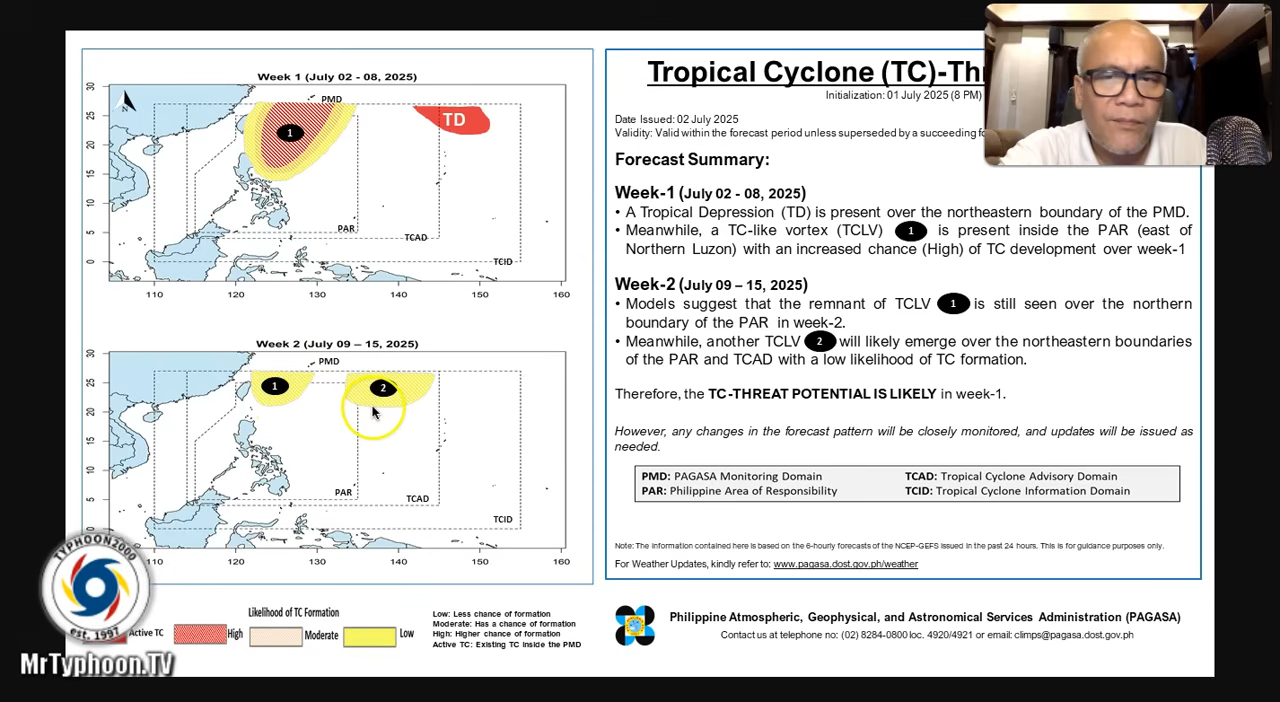 Week 1 (July 02 - 08, 2025)
PMD
1
TD
PAR
TCAD
TCID
30
25
20
15
10
5
0
110 120 130 140 150 160
Week 2 (July 09 – 15, 2025)
PMD
1
2
PAR
TCAD
TCID
30
25
20
15
10
5
0
110 120 130 140 150 160
Likelihood of TC Formation
Active TC High Moderate Low
Low: Less chance of formation
Moderate: Has a chance of formation
High: Higher chance of formation
Active TC: Existing TC inside the PMD
TYPHOON2000
est. 1997
MrTyphoon.TV
Tropical Cyclone (TC)-Th
Initialization: 01 July 2025 (8 PM)
Date Issued: 02 July 2025
Validity: Valid within the forecast period unless superseded by a succeeding
Forecast Summary:
Week-1 (July 02 - 08, 2025)
• A Tropical Depression (TD) is present over the northeastern boundary of the PMD.
• Meanwhile, a TC-like vortex (TCLV) 1 is present inside the PAR (east of
Northern Luzon) with an increased chance (High) of TC development over week-1
Week-2 (July 09 – 15, 2025)
• Models suggest that the remnant of TCLV 1 is still seen over the northern
boundary of the PAR in week-2.
• Meanwhile, another TCLV 2 will likely emerge over the northeastern boundaries
of the PAR and TCAD with a low likelihood of TC formation.
Therefore, the TC-THREAT POTENTIAL IS LIKELY in week-1.
However, any changes in the forecast pattern will be closely monitored, and updates will be issued as
needed.
PMD: PAGASA Monitoring Domain TCAD: Tropical Cyclone Advisory Domain
PAR: Philippine Area of Responsibility TCID: Tropical Cyclone Information Domain
Note: The information contained here is based on the 6-hourly forecasts of the NCEP-GEFS issued in the past 24 hours. This is for guidance purposes only.
For Weather Updates, kindly refer to: www.pagasa.dost.gov.ph/weather
Philippine Atmospheric, Geophysical, and Astronomical Services Administration (PAGASA)
Contact us at telephone no: (02) 8284-0800 loc. 4920/4921 or email: climps@pagasa.dost.gov.ph